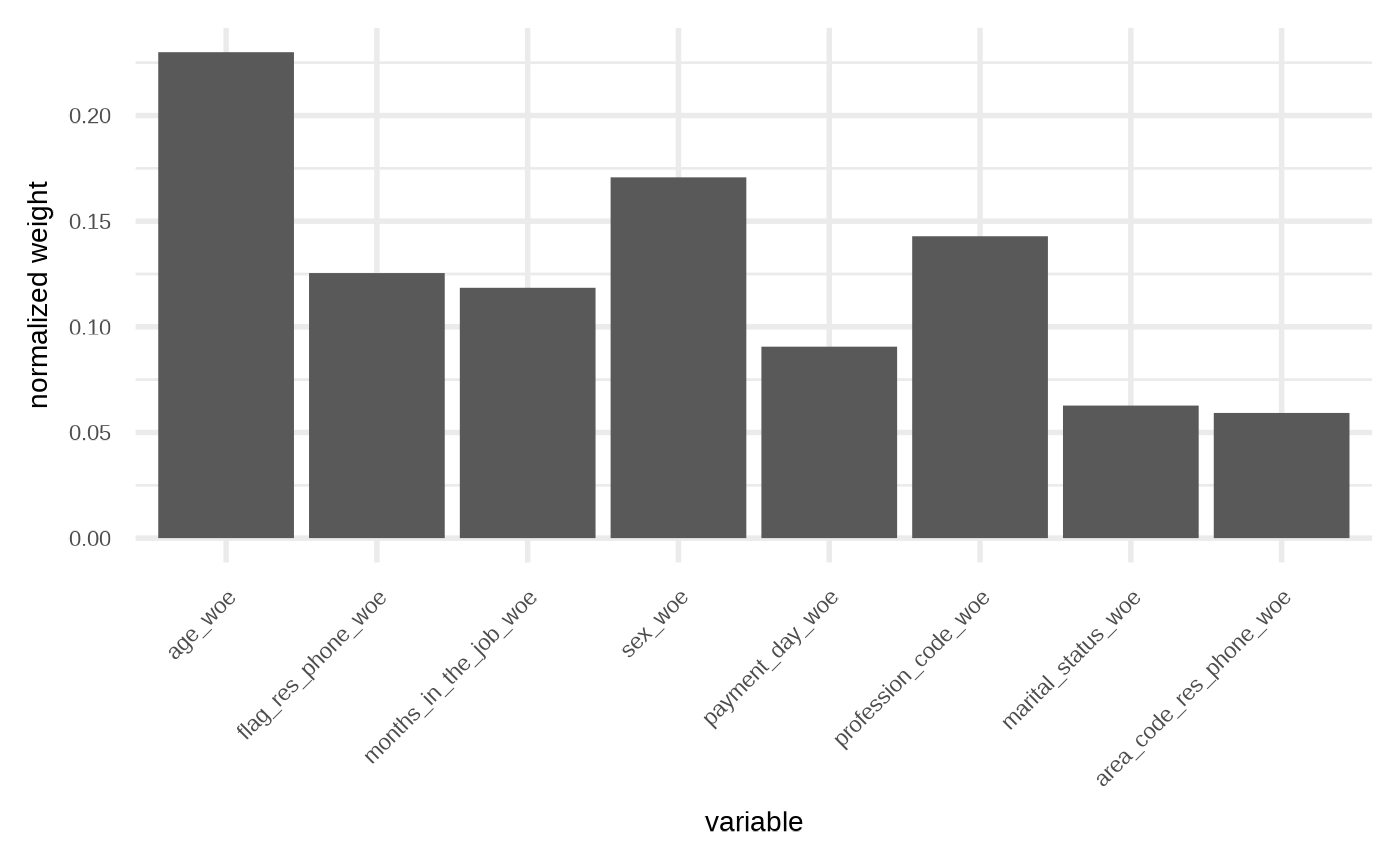 normalized weight
0.20
0.15
0.10
0.05
0.00
age_woe
flag_res_phone_woe
months_in_the_job_woe
sex_woe
payment_day_woe
profession_code_woe
marital_status_woe
area_code_res_phone_woe
variable